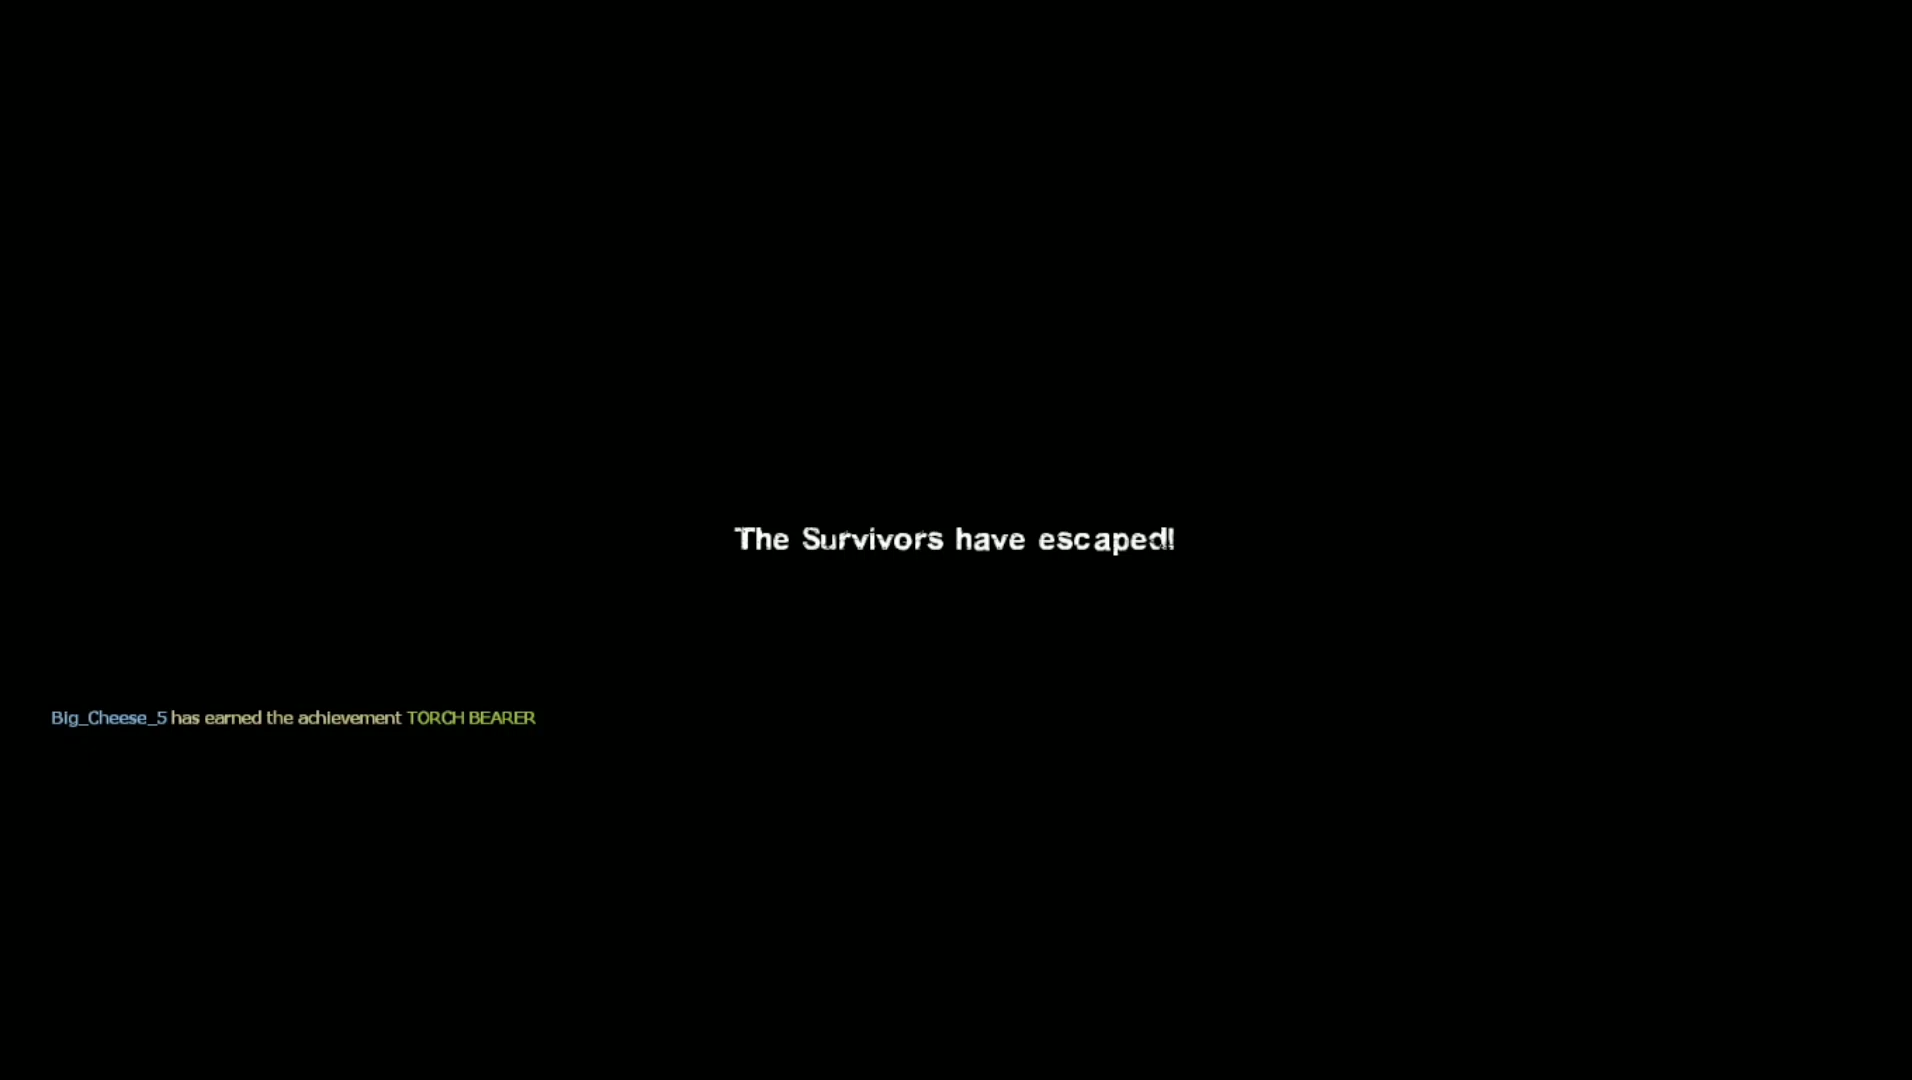 The Survivors have escaped!
Big_Cheese_5 has earned the achievement TORCH BEARER